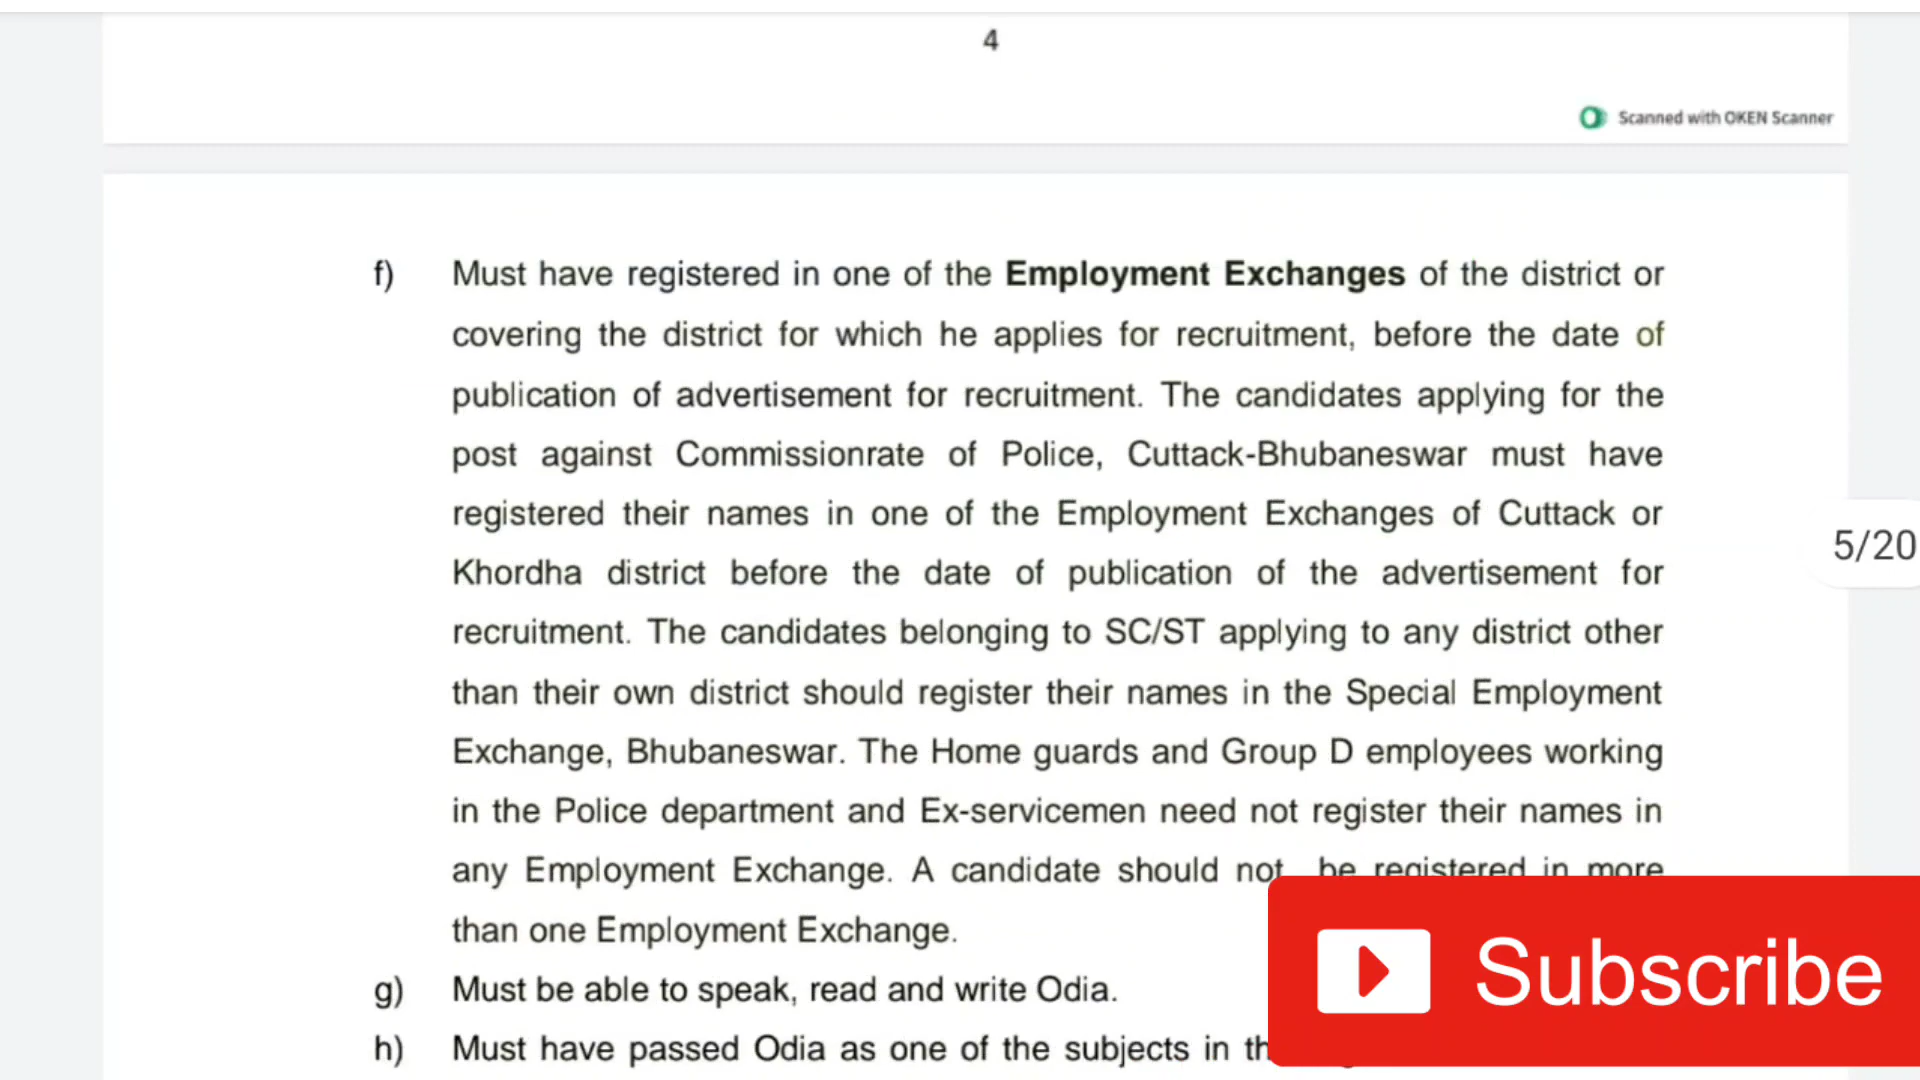 4
Scanned with OKEN Scanner
f) Must have registered in one of the Employment Exchanges of the district or
covering the district for which he applies for recruitment, before the date of
publication of advertisement for recruitment. The candidates applying for the
post against Commissionrate of Police, Cuttack-Bhubaneswar must have
registered their names in one of the Employment Exchanges of Cuttack or
Khordha district before the date of publication of the advertisement for
recruitment. The candidates belonging to SC/ST applying to any district other
than their own district should register their names in the Special Employment
Exchange, Bhubaneswar. The Home guards and Group D employees working
in the Police department and Ex-servicemen need not register their names in
any Employment Exchange. A candidate should not be registered in more
than one Employment Exchange.
g) Must be able to speak, read and write Odia.
h) Must have passed Odia as one of the subjects in
5/20
Subscribe